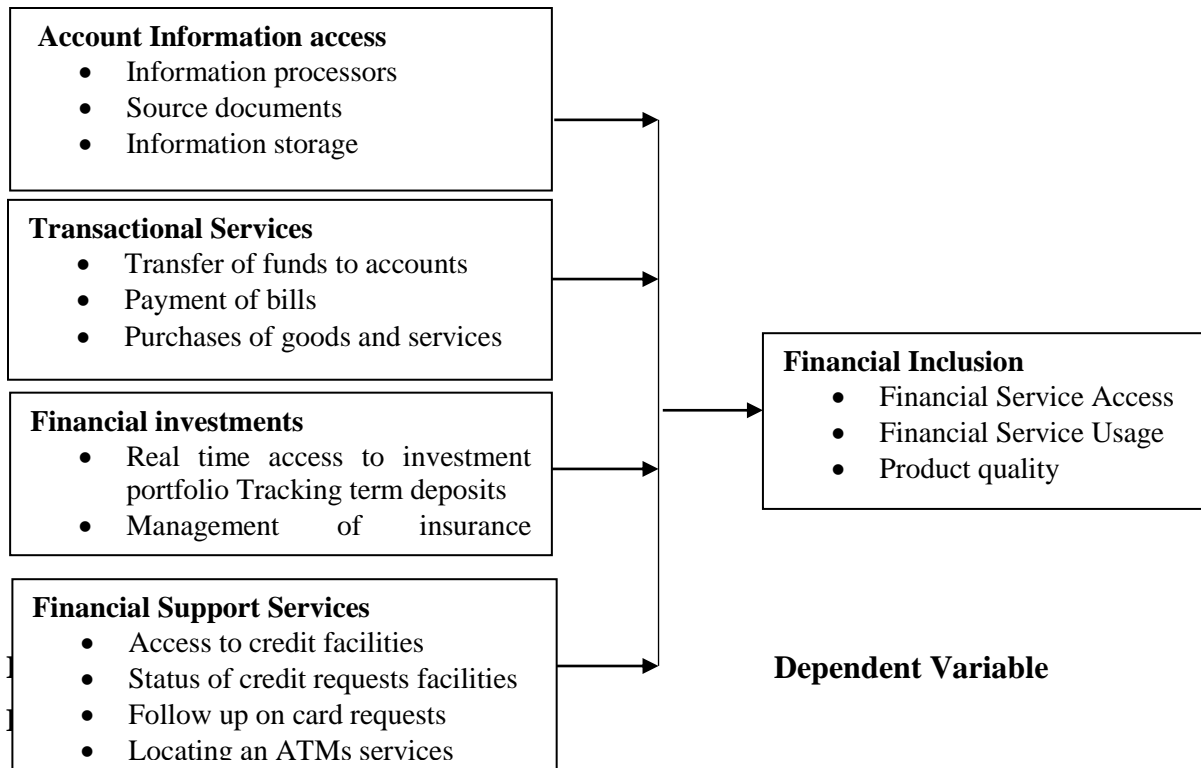 Account Information access
• Information processors
• Source documents
• Information storage
Transactional Services
• Transfer of funds to accounts
• Payment of bills
• Purchases of goods and services
Financial investments
• Real time access to investment
portfolio Tracking term deposits
• Management of insurance
Financial Support Services
• Access to credit facilities
• Status of credit requests facilities
• Follow up on card requests
• Locating an ATMs services
Financial Inclusion
• Financial Service Access
• Financial Service Usage
• Product quality
Dependent Variable